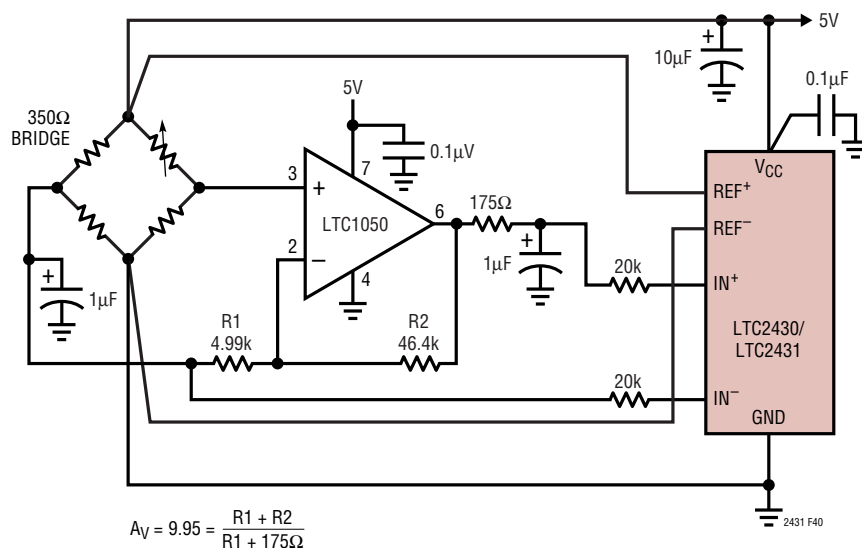 5V
10μF
0.1μF
350Ω
BRIDGE
5V
0.1μV
3
7
+
LTC1050
6
175Ω
2
−
4
+
1μF
+
1μF
R1
4.99k
R2
46.4k
20k
20k
+
VCC
REF+
REF−
IN+
LTC2430/
LTC2431
IN−
GND
2431 F40
AV = 9.95 = R1 + R2
R1 + 175Ω